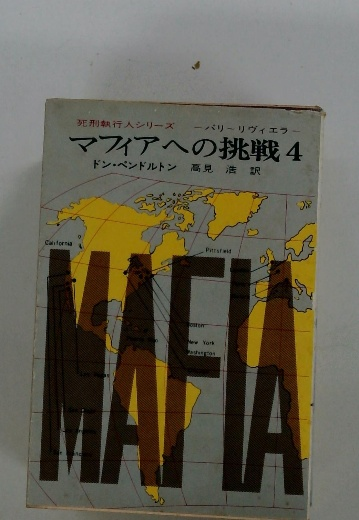 死刑執行人シリーズ ―パリ～リヴィエラ―
マフィアへの挑戦 4
ドン・ペンドルトン 高見 浩 訳
California
Pittsfield
Boston
New York
Washington
MAFIA